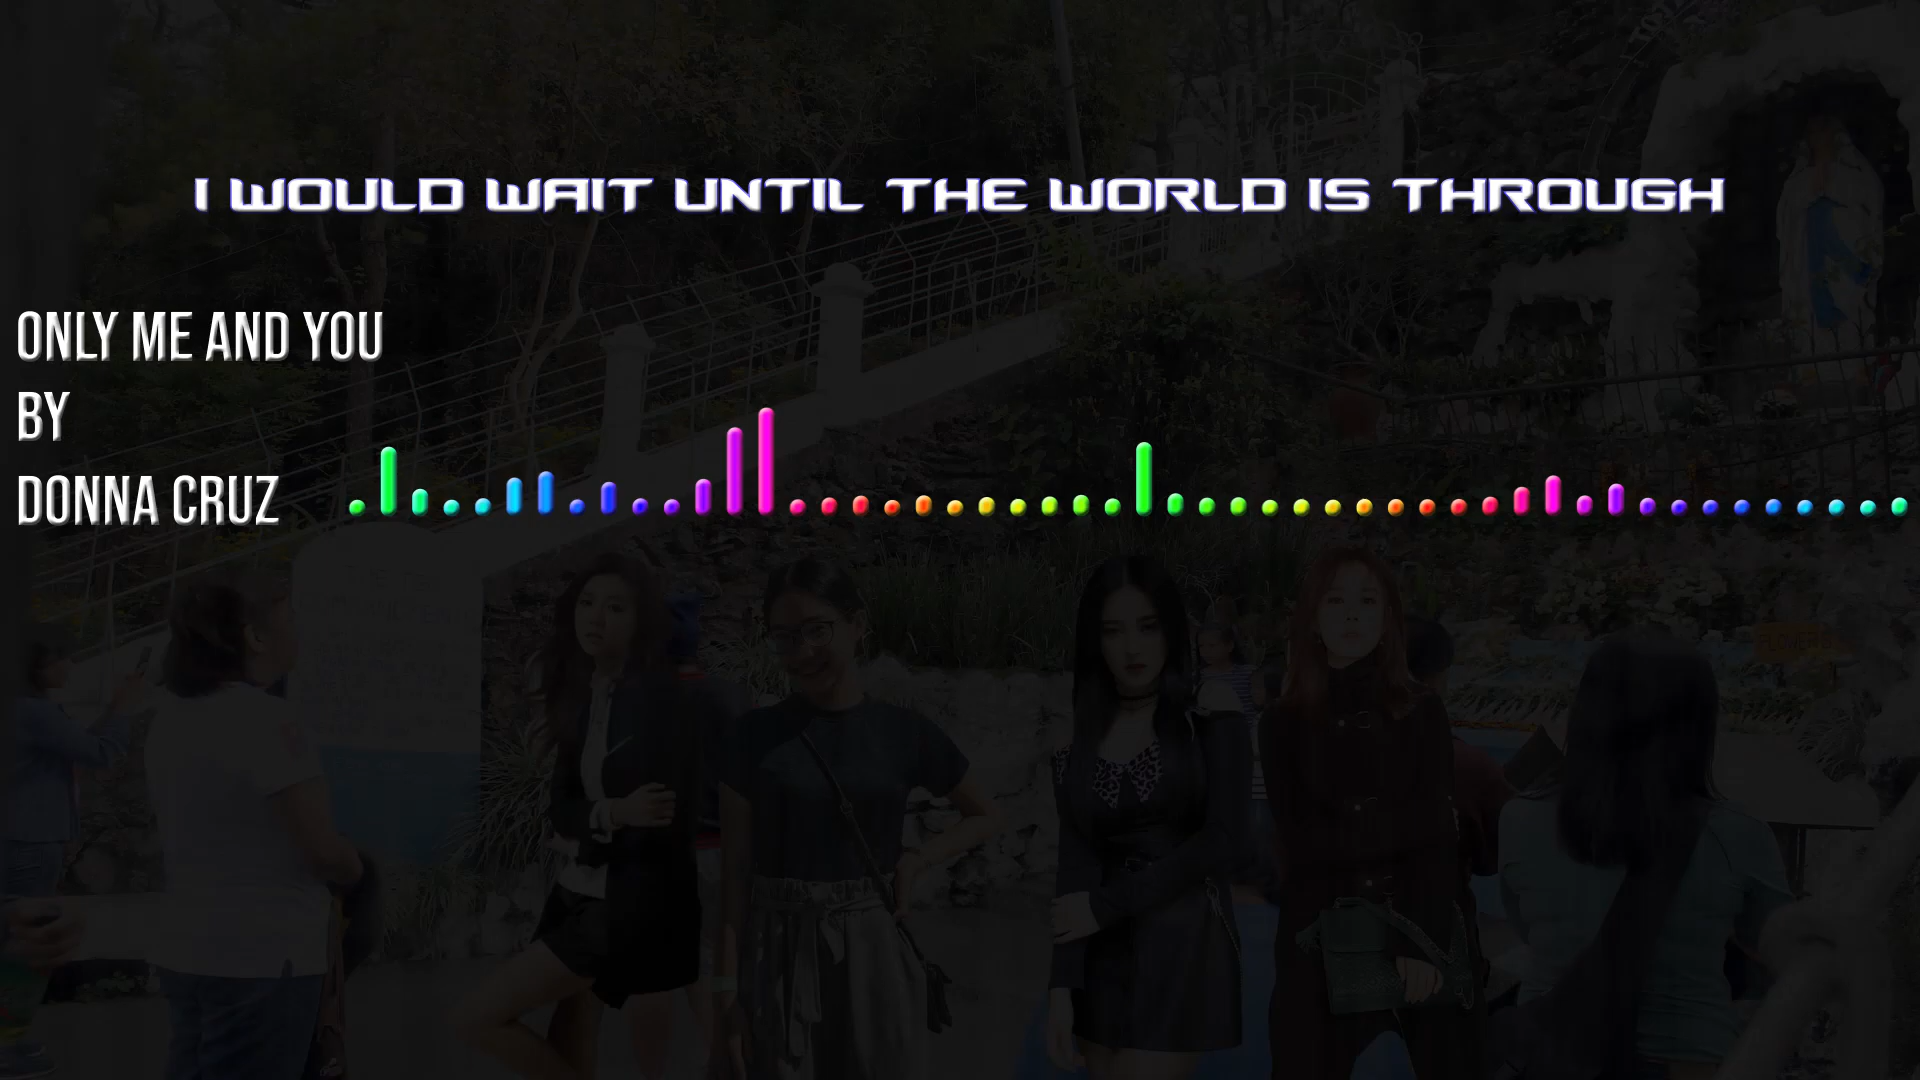 I WOULD WAIT UNTIL THE WORLD IS THROUGH
ONLY ME AND YOU
BY
DONNA CRUZ